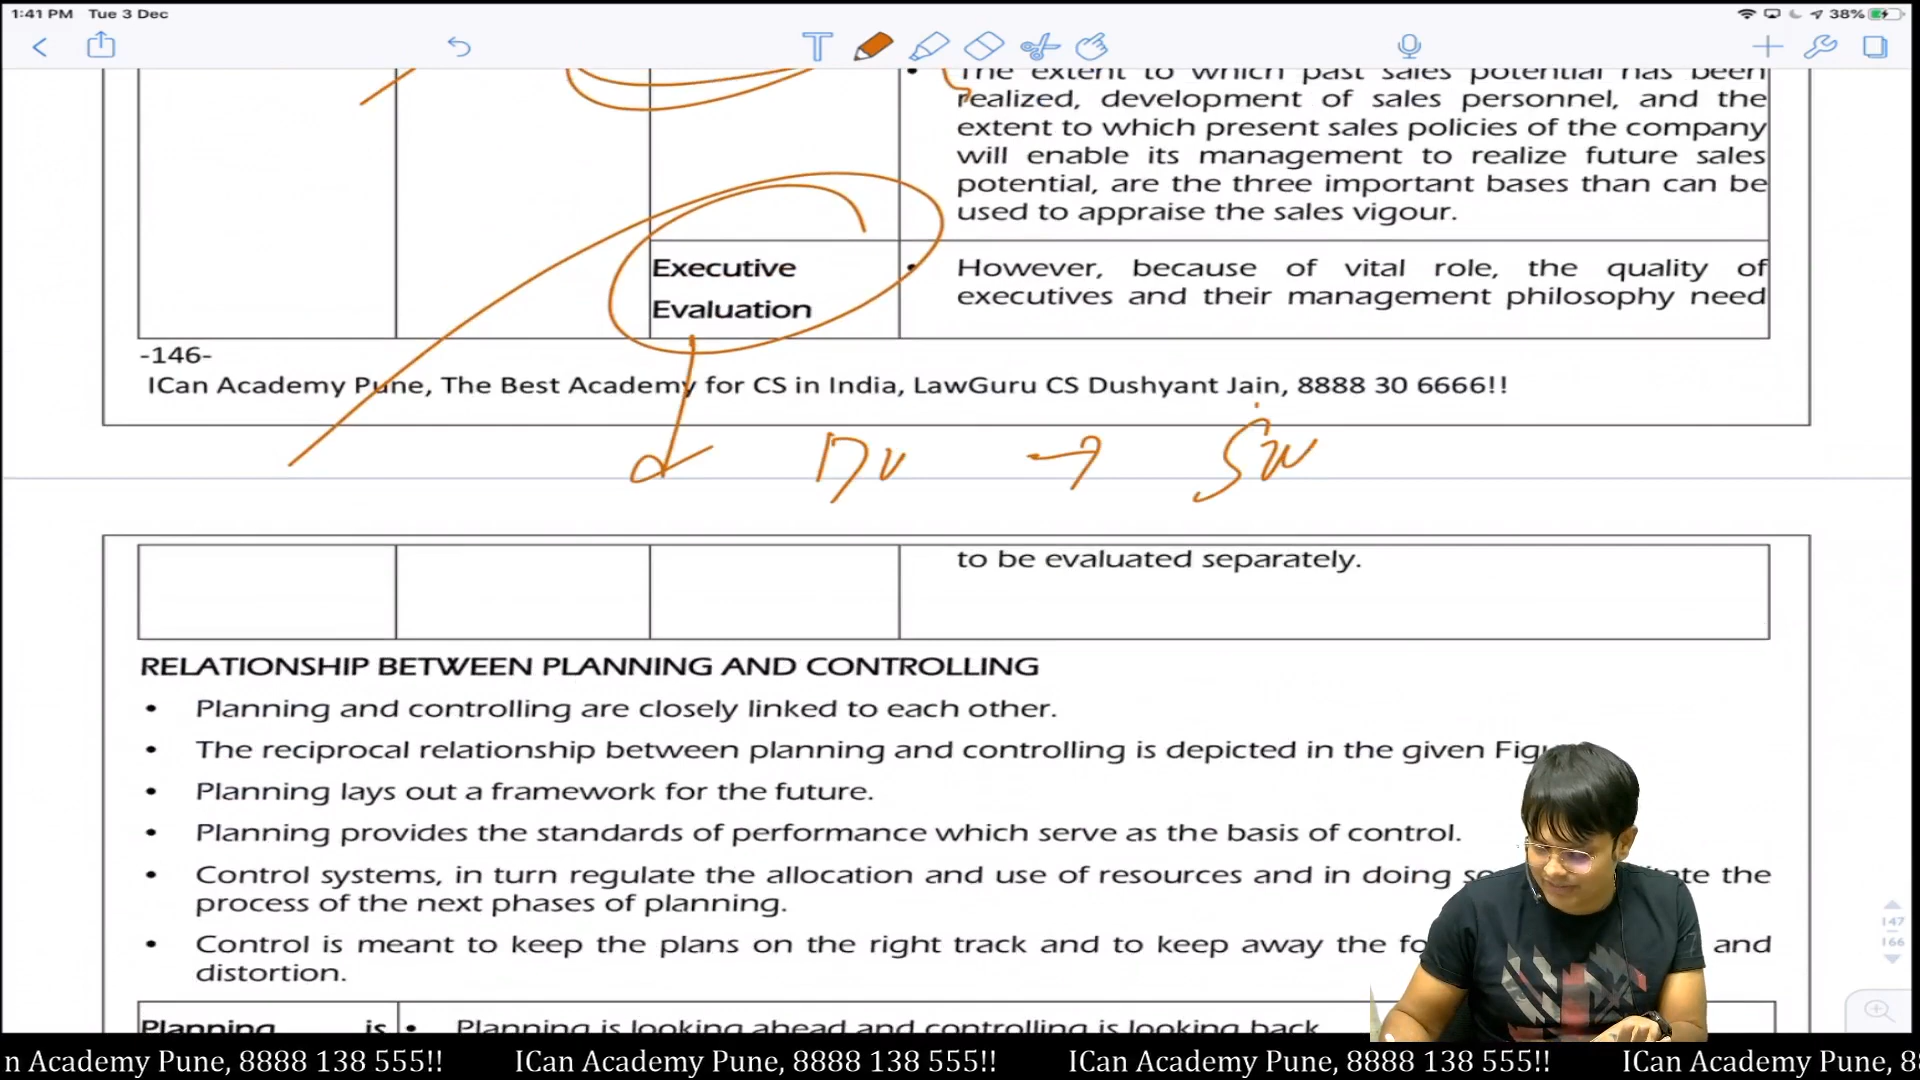 1:41 PM Tue 3 Dec
38%
T
The extent to which past sales potential has been
realized, development of sales personnel, and the
extent to which present sales policies of the company
will enable its management to realize future sales
potential, are the three important bases than can be
used to appraise the sales vigour.
Executive
Evaluation
• However, because of vital role, the quality of
executives and their management philosophy need
-146-
ICan Academy Pune, The Best Academy for CS in India, LawGuru CS Dushyant Jain, 8888 30 6666!!
to be evaluated separately.
RELATIONSHIP BETWEEN PLANNING AND CONTROLLING
• Planning and controlling are closely linked to each other.
• The reciprocal relationship between planning and controlling is depicted in the given
• Planning lays out a framework for the future.
• Planning provides the standards of performance which serve as the basis of control.
• Control systems, in turn regulate the allocation and use of resources and in doing the
process of the next phases of planning.
• Control is meant to keep the plans on the right track and to keep away the and
distortion.
147
166
Planning is • Planning is looking ahead and controlling is looking back
n Academy Pune, 8888 138 555!! ICan Academy Pune, 8888 138 555!! ICan Academy Pune, 8888 138 555!! ICan Academy Pune, 8